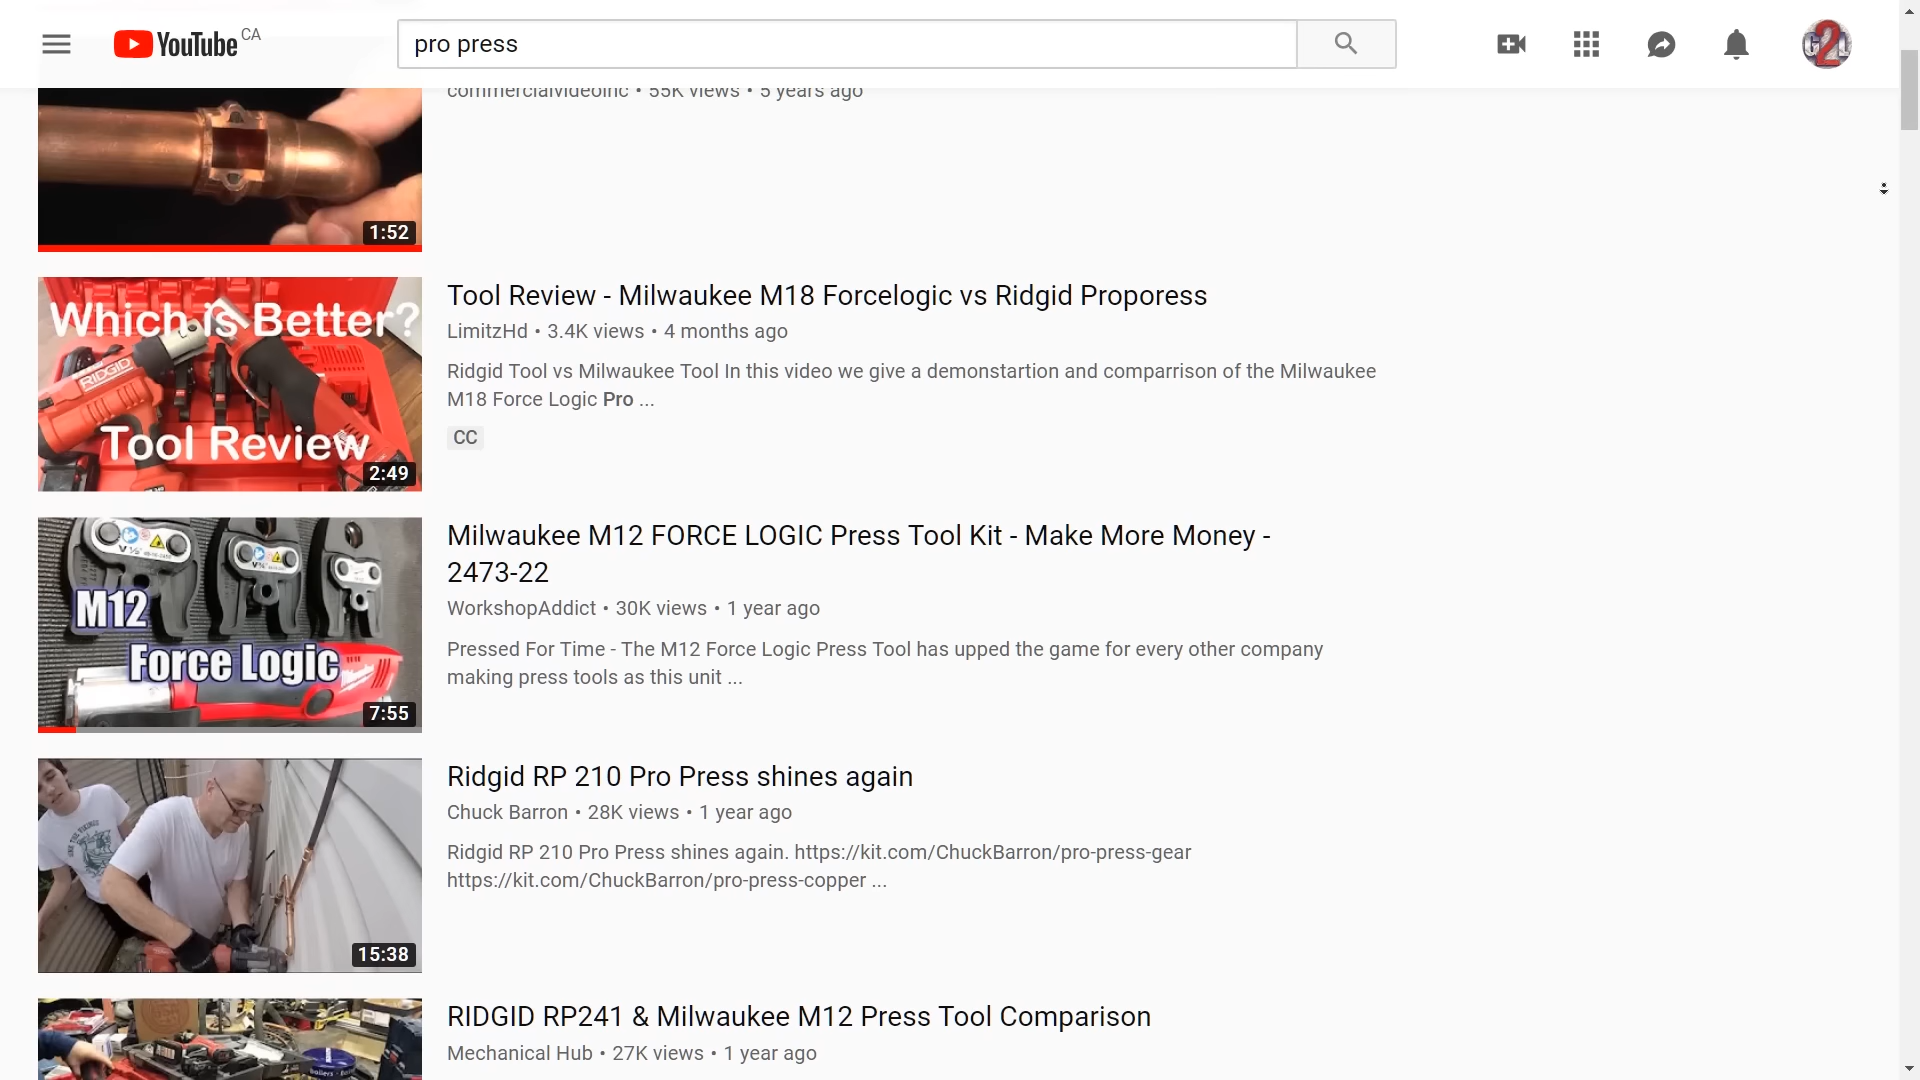 YouTube CA
pro press
commercialvideoinc • 55K views • 5 years ago
1:52
Which is Better?
RIDGID
Tool Review
2:49
Tool Review - Milwaukee M18 Forcelogic vs Ridgid Proporess
LimitzHd • 3.4K views • 4 months ago
Ridgid Tool vs Milwaukee Tool In this video we give a demonstartion and comparrison of the Milwaukee
M18 Force Logic Pro ...
CC
M12
Force Logic
Milwaukee
7:55
Milwaukee M12 FORCE LOGIC Press Tool Kit - Make More Money -
2473-22
WorkshopAddict • 30K views • 1 year ago
Pressed For Time - The M12 Force Logic Press Tool has upped the game for every other company
making press tools as this unit ...
15:38
Ridgid RP 210 Pro Press shines again
Chuck Barron • 28K views • 1 year ago
Ridgid RP 210 Pro Press shines again. https://kit.com/ChuckBarron/pro-press-gear
https://kit.com/ChuckBarron/pro-press-copper ...
RIDGID RP241 & Milwaukee M12 Press Tool Comparison
Mechanical Hub • 27K views • 1 year ago